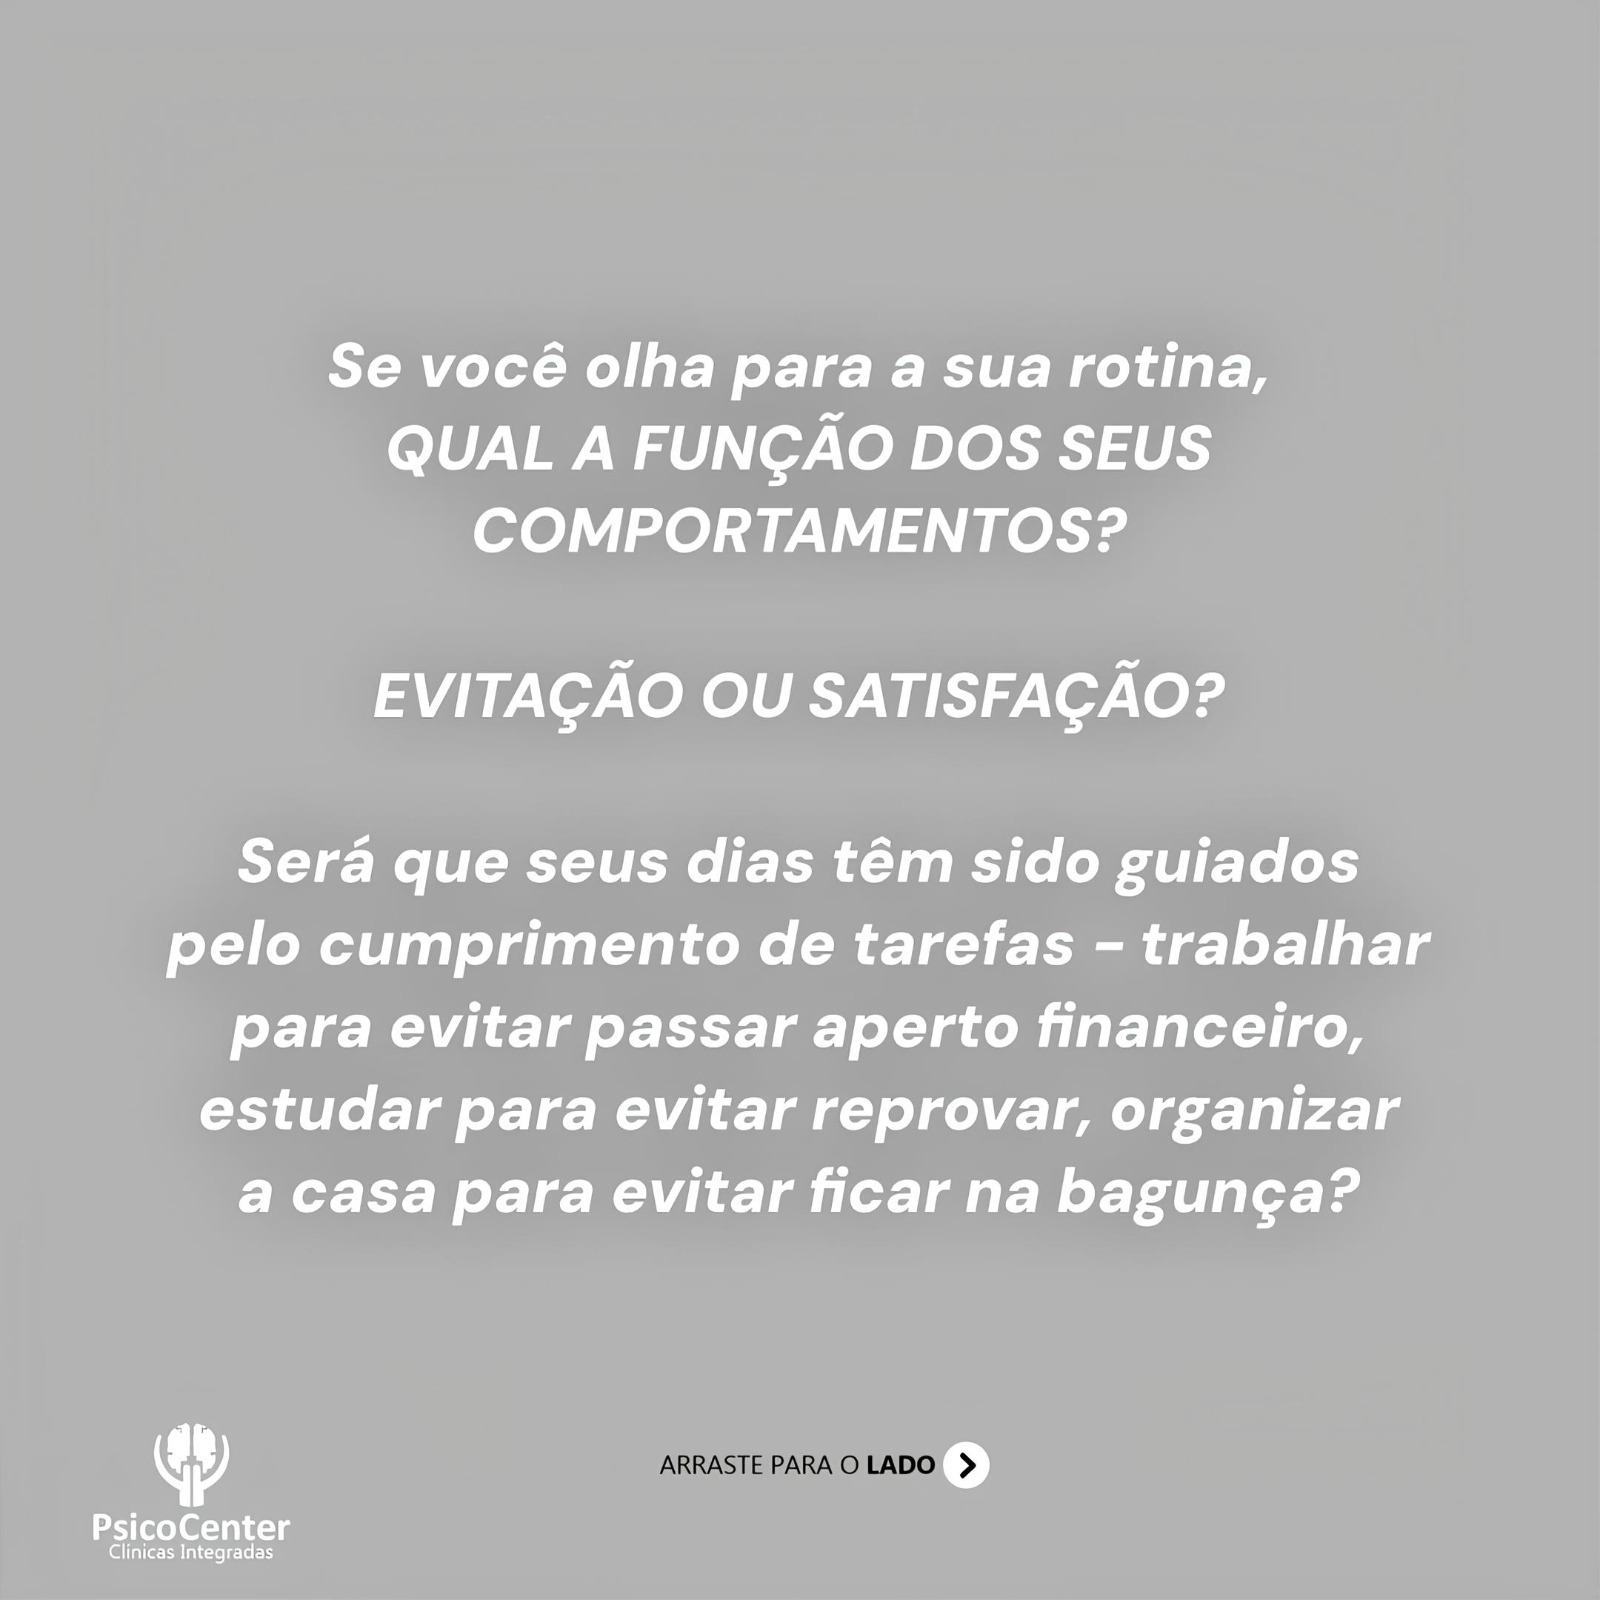 Se você olha para a sua rotina,
QUAL A FUNÇÃO DOS SEUS
COMPORTAMENTOS?
EVITAÇÃO OU SATISFAÇÃO?
Será que seus dias têm sido guiados
pelo cumprimento de tarefas - trabalhar
para evitar passar aperto financeiro,
estudar para evitar reprovar, organizar
a casa para evitar ficar na bagunça?
ARRASTE PARA O LADO
PsicoCenter
Clínicas Integradas